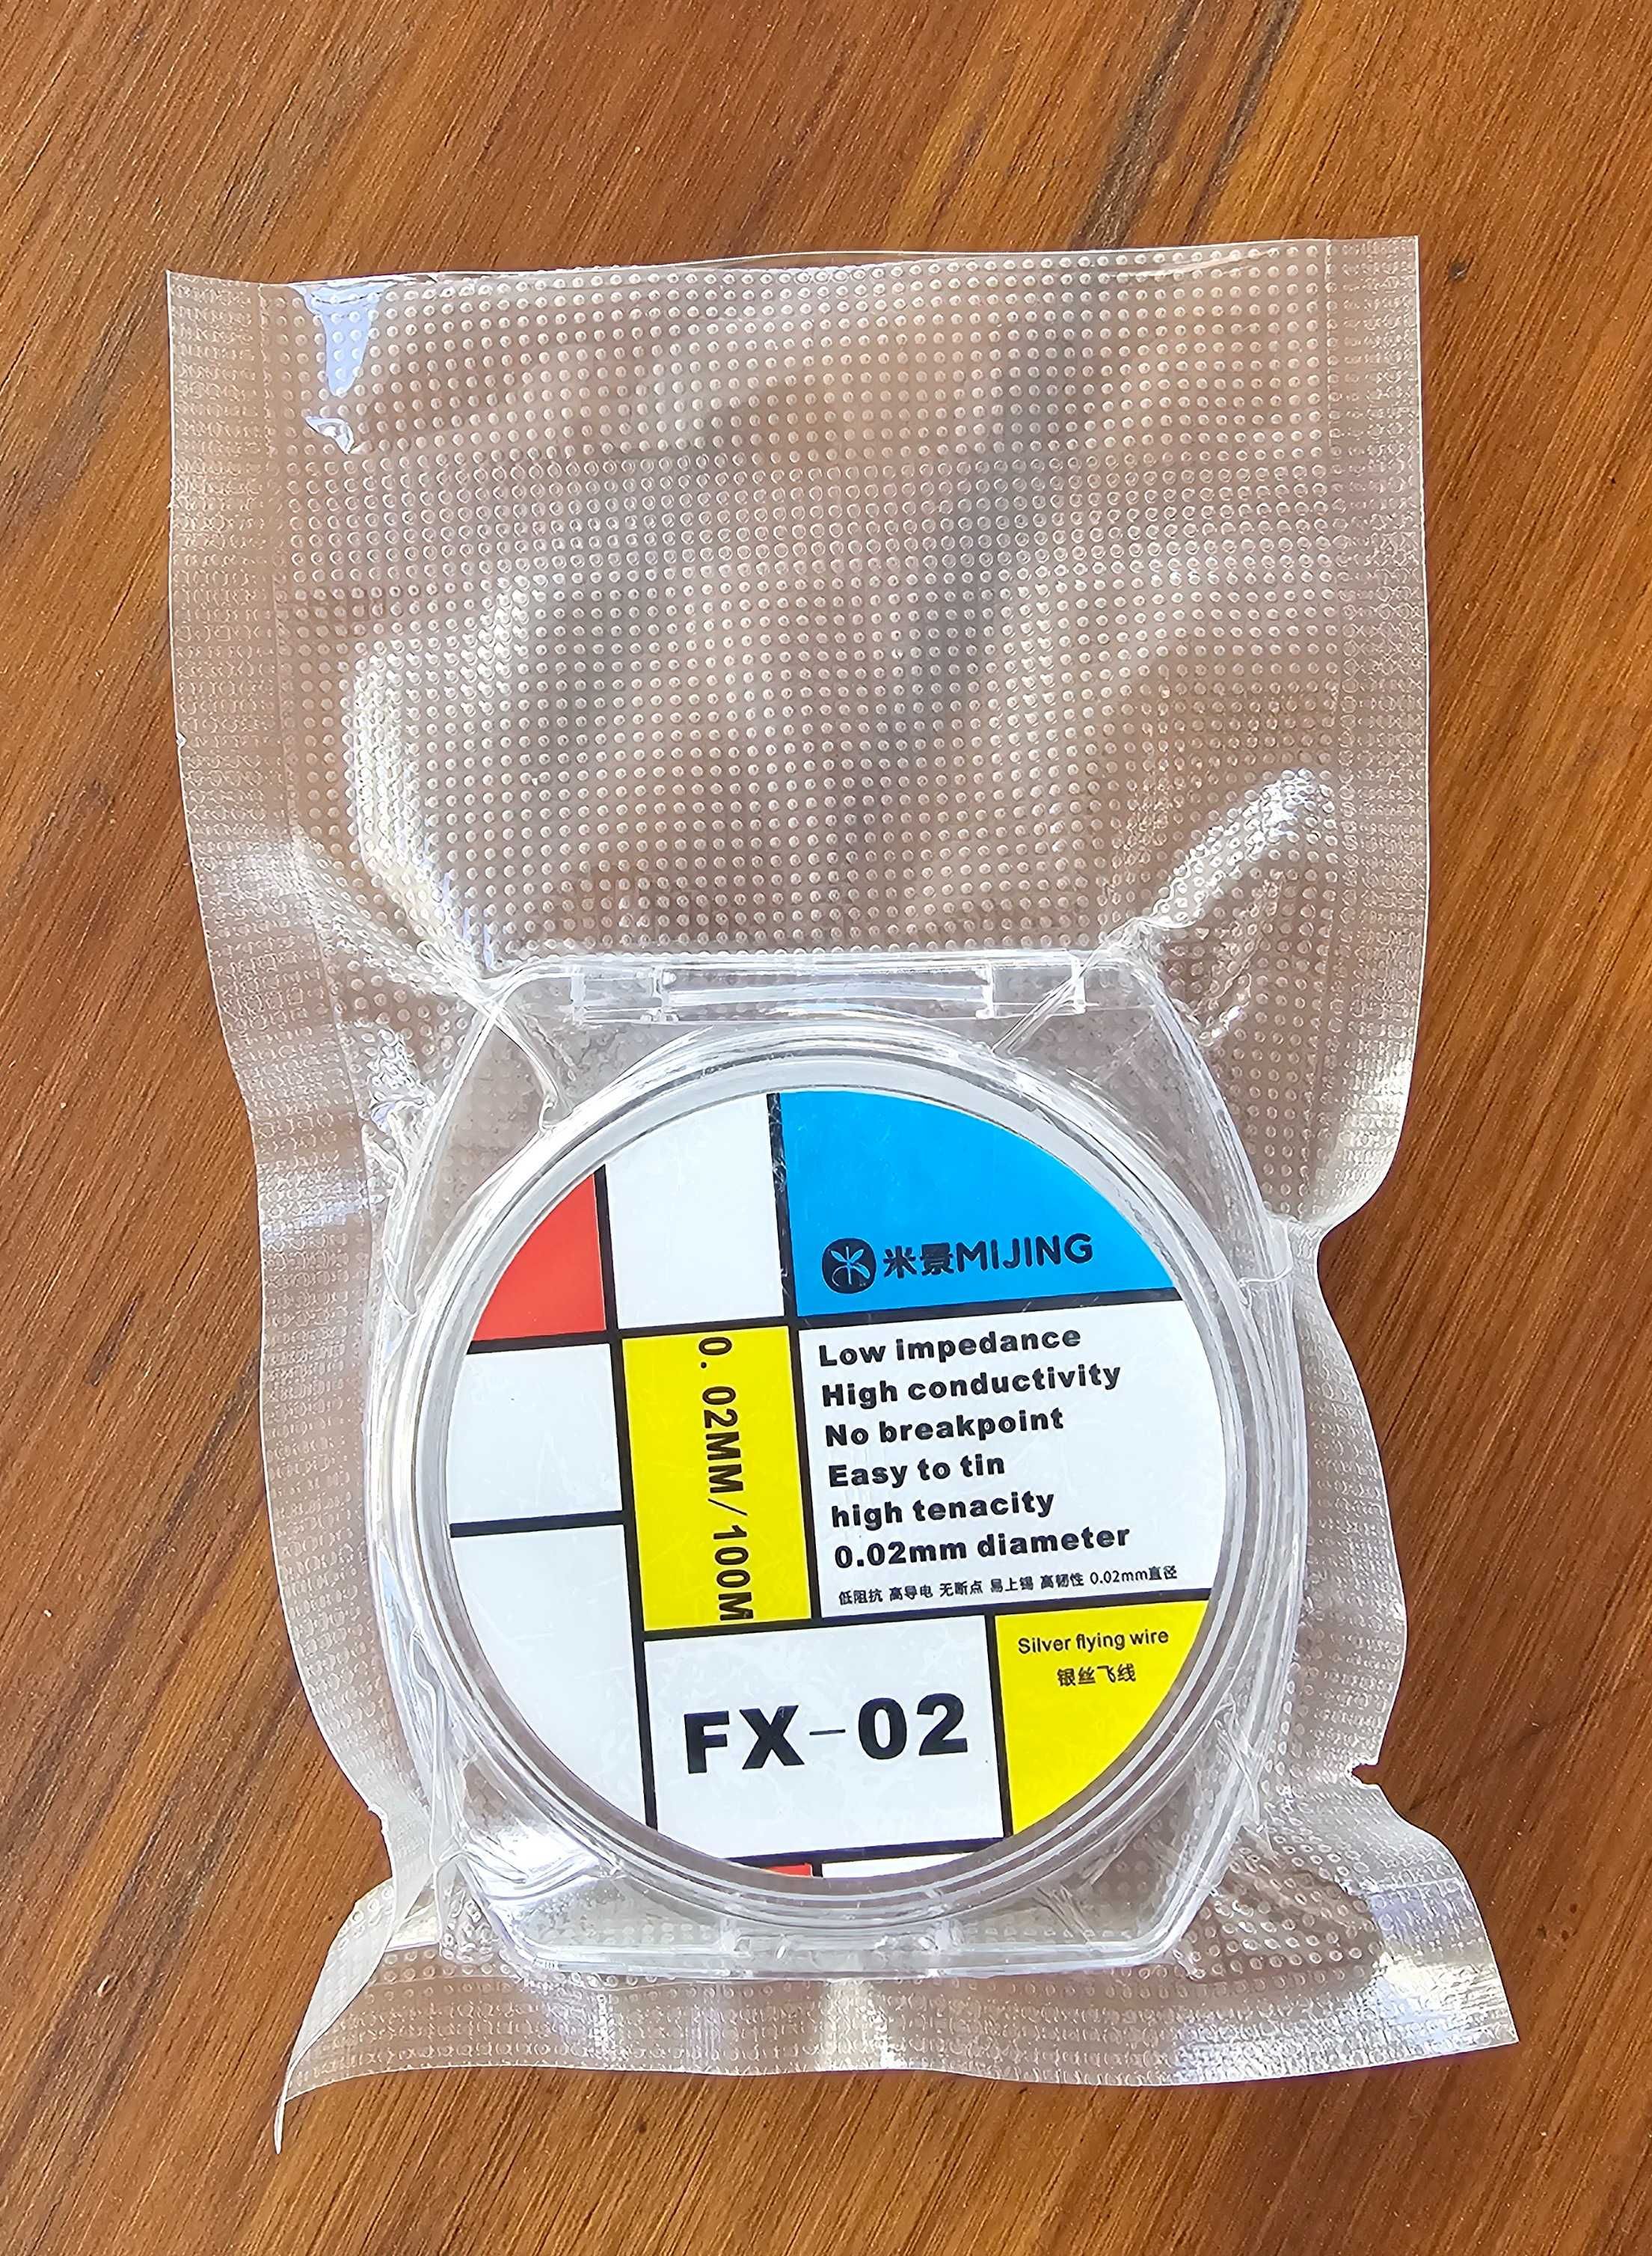 米景MIJING
Low impedance
High conductivity
No breakpoint
Easy to tin
high tenacity
0.02mm diameter
低阻抗 高导电 无断点 易上锡 高韧性 0.02mm直径
0.02MM/100M
Silver flying wire
银丝飞线
FX-02